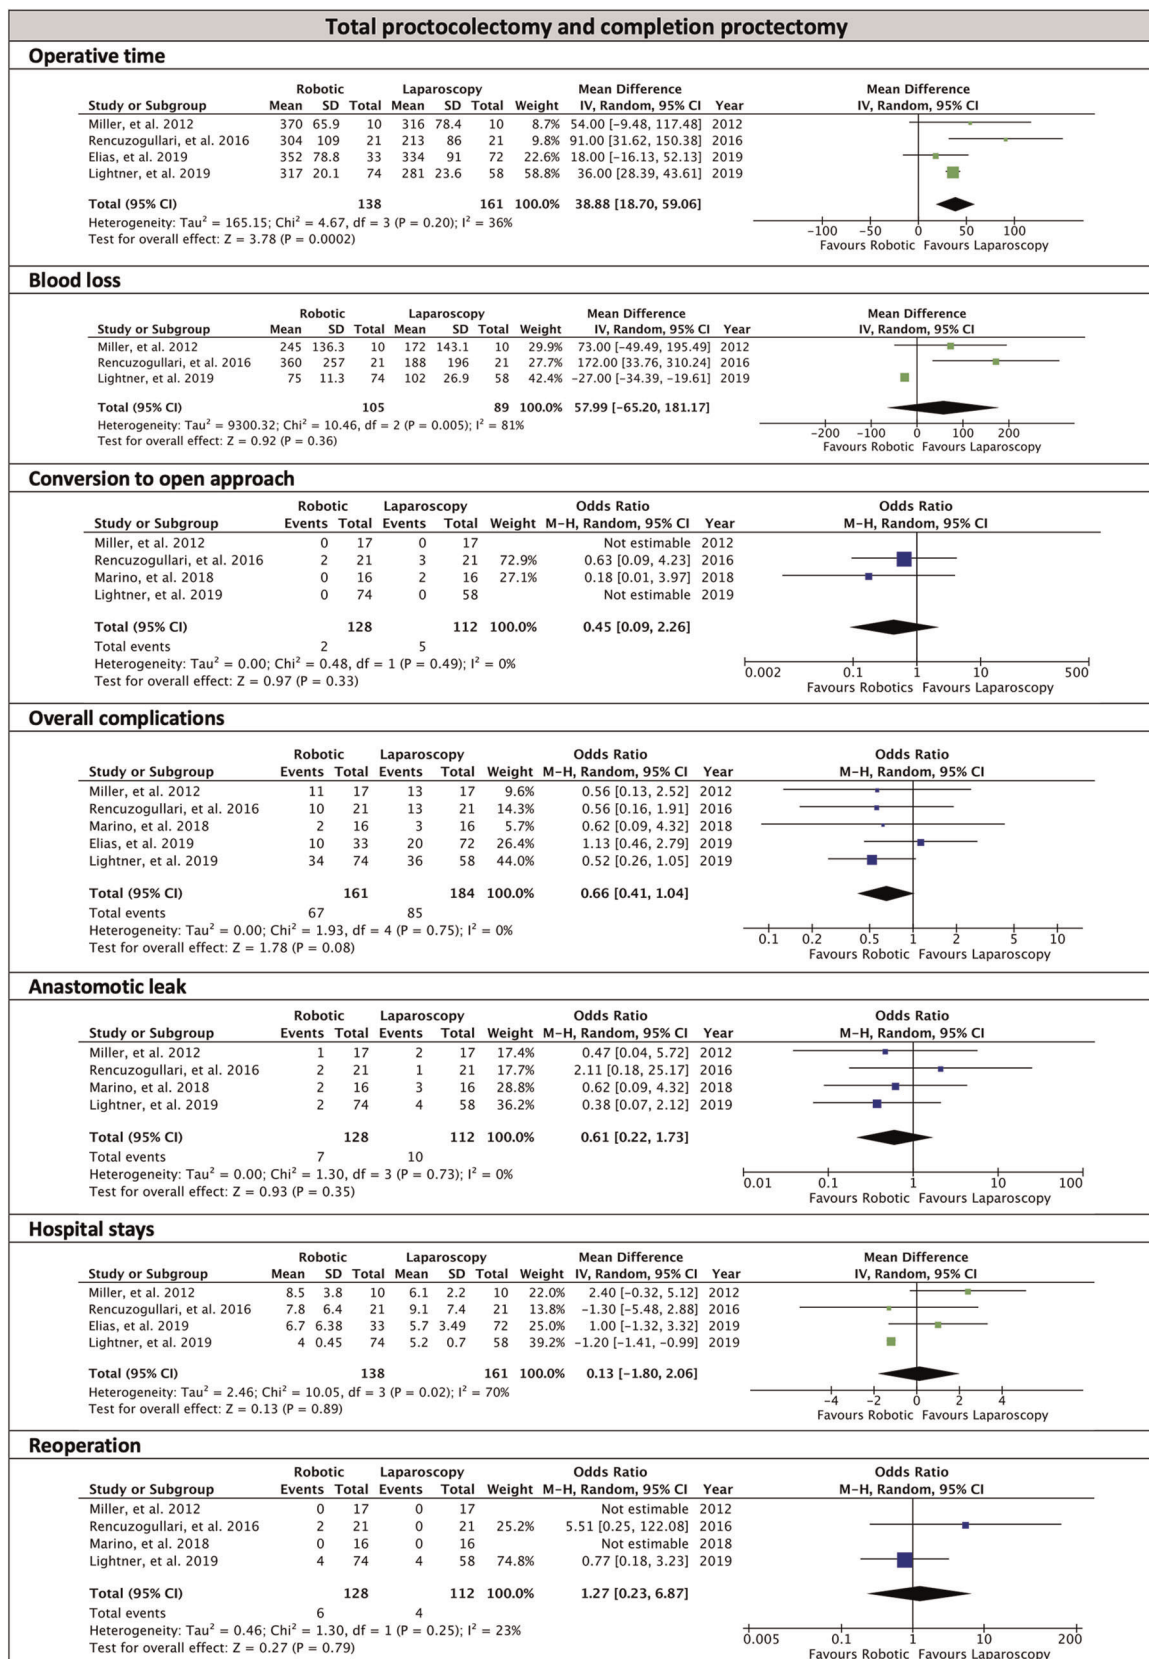 Total proctocolectomy and completion proctectomy
Operative time
Robotic Laparoscopy Mean Difference Mean Difference
Study or Subgroup Mean SD Total Mean SD Total Weight IV, Random, 95% CI Year IV, Random, 95% CI
Miller, et al. 2012 370 65.9 10 316 78.4 10 8.7% 54.00 [-9.48, 117.48] 2012
Rencuzogullari, et al. 2016 304 109 21 213 86 21 9.8% 91.00 [31.62, 150.38] 2016
Elias, et al. 2019 352 78.8 33 334 91 72 22.6% 18.00 [-16.13, 52.13] 2019
Lightner, et al. 2019 317 20.1 74 281 23.6 58 58.8% 36.00 [28.39, 43.61] 2019
Total (95% CI) 138 161 100.0% 38.88 [18.70, 59.06]
Heterogeneity: Tau² = 165.15; Chi² = 4.67, df = 3 (P = 0.20); I² = 36%
Test for overall effect: Z = 3.78 (P = 0.0002)
-100 -50 0 50 100
Favours Robotic Favours Laparoscopy
Blood loss
Robotic Laparoscopy Mean Difference Mean Difference
Study or Subgroup Mean SD Total Mean SD Total Weight IV, Random, 95% CI Year IV, Random, 95% CI
Miller, et al. 2012 245 136.3 10 172 143.1 10 29.9% 73.00 [-49.49, 195.49] 2012
Rencuzogullari, et al. 2016 360 257 21 188 196 21 27.7% 172.00 [33.76, 310.24] 2016
Lightner, et al. 2019 75 11.3 74 102 26.9 58 42.4% -27.00 [-34.39, -19.61] 2019
Total (95% CI) 105 89 100.0% 57.99 [-65.20, 181.17]
Heterogeneity: Tau² = 9300.32; Chi² = 10.46, df = 2 (P = 0.005); I² = 81%
Test for overall effect: Z = 0.92 (P = 0.36)
-200 -100 0 100 200
Favours Robotic Favours Laparoscopy
Conversion to open approach
Robotic Laparoscopy Odds Ratio Odds Ratio
Study or Subgroup Events Total Events Total Weight M-H, Random, 95% CI Year M-H, Random, 95% CI
Miller, et al. 2012 0 17 0 17 Not estimable 2012
Rencuzogullari, et al. 2016 2 21 3 21 72.9% 0.63 [0.09, 4.23] 2016
Marino, et al. 2018 0 16 2 16 27.1% 0.18 [0.01, 3.97] 2018
Lightner, et al. 2019 0 74 0 58 Not estimable 2019
Total (95% CI) 128 112 100.0% 0.45 [0.09, 2.26]
Total events 2 5
Heterogeneity: Tau² = 0.00; Chi² = 0.48, df = 1 (P = 0.49); I² = 0%
Test for overall effect: Z = 0.97 (P = 0.33)
0.002 0.1 1 10 500
Favours Robotics Favours Laparoscopy
Overall complications
Robotic Laparoscopy Odds Ratio Odds Ratio
Study or Subgroup Events Total Events Total Weight M-H, Random, 95% CI Year M-H, Random, 95% CI
Miller, et al. 2012 11 17 13 17 9.6% 0.56 [0.13, 2.52] 2012
Rencuzogullari, et al. 2016 10 21 13 21 14.3% 0.56 [0.16, 1.91] 2016
Marino, et al. 2018 2 16 3 16 5.7% 0.62 [0.09, 4.32] 2018
Elias, et al. 2019 10 33 20 72 26.4% 1.13 [0.46, 2.79] 2019
Lightner, et al. 2019 34 74 36 58 44.0% 0.52 [0.26, 1.05] 2019
Total (95% CI) 161 184 100.0% 0.66 [0.41, 1.04]
Total events 67 85
Heterogeneity: Tau² = 0.00; Chi² = 1.93, df = 4 (P = 0.75); I² = 0%
Test for overall effect: Z = 1.78 (P = 0.08)
0.1 0.2 0.5 1 2 5 10
Favours Robotic Favours Laparoscopy
Anastomotic leak
Robotic Laparoscopy Odds Ratio Odds Ratio
Study or Subgroup Events Total Events Total Weight M-H, Random, 95% CI Year M-H, Random, 95% CI
Miller, et al. 2012 1 17 2 17 17.4% 0.47 [0.04, 5.72] 2012
Rencuzogullari, et al. 2016 2 21 1 21 17.7% 2.11 [0.18, 25.17] 2016
Marino, et al. 2018 2 16 3 16 28.8% 0.62 [0.09, 4.32] 2018
Lightner, et al. 2019 2 74 4 58 36.2% 0.38 [0.07, 2.12] 2019
Total (95% CI) 128 112 100.0% 0.61 [0.22, 1.73]
Total events 7 10
Heterogeneity: Tau² = 0.00; Chi² = 1.30, df = 3 (P = 0.73); I² = 0%
Test for overall effect: Z = 0.93 (P = 0.35)
0.01 0.1 1 10 100
Favours Robotic Favours Laparoscopy
Hospital stays
Robotic Laparoscopy Mean Difference Mean Difference
Study or Subgroup Mean SD Total Mean SD Total Weight IV, Random, 95% CI Year IV, Random, 95% CI
Miller, et al. 2012 8.5 3.8 10 6.1 2.2 10 22.0% 2.40 [-0.32, 5.12] 2012
Rencuzogullari, et al. 2016 7.8 6.4 21 9.1 7.4 21 13.8% -1.30 [-5.48, 2.88] 2016
Elias, et al. 2019 6.7 6.38 33 5.7 3.49 72 25.0% 1.00 [-1.32, 3.32] 2019
Lightner, et al. 2019 4 0.45 74 5.2 0.7 58 39.2% -1.20 [-1.41, -0.99] 2019
Total (95% CI) 138 161 100.0% 0.13 [-1.80, 2.06]
Heterogeneity: Tau² = 2.46; Chi² = 10.05, df = 3 (P = 0.02); I² = 70%
Test for overall effect: Z = 0.13 (P = 0.89)
-4 -2 0 2 4
Favours Robotic Favours Laparoscopy
Reoperation
Robotic Laparoscopy Odds Ratio Odds Ratio
Study or Subgroup Events Total Events Total Weight M-H, Random, 95% CI Year M-H, Random, 95% CI
Miller, et al. 2012 0 17 0 17 Not estimable 2012
Rencuzogullari, et al. 2016 2 21 0 21 25.2% 5.51 [0.25, 122.08] 2016
Marino, et al. 2018 0 16 0 16 Not estimable 2018
Lightner, et al. 2019 4 74 4 58 74.8% 0.77 [0.18, 3.23] 2019
Total (95% CI) 128 112 100.0% 1.27 [0.23, 6.87]
Total events 6 4
Heterogeneity: Tau² = 0.46; Chi² = 1.30, df = 1 (P = 0.25); I² = 23%
Test for overall effect: Z = 0.27 (P = 0.79)
0.005 0.1 1 10 200
Favours Robotic Favours Laparoscopy